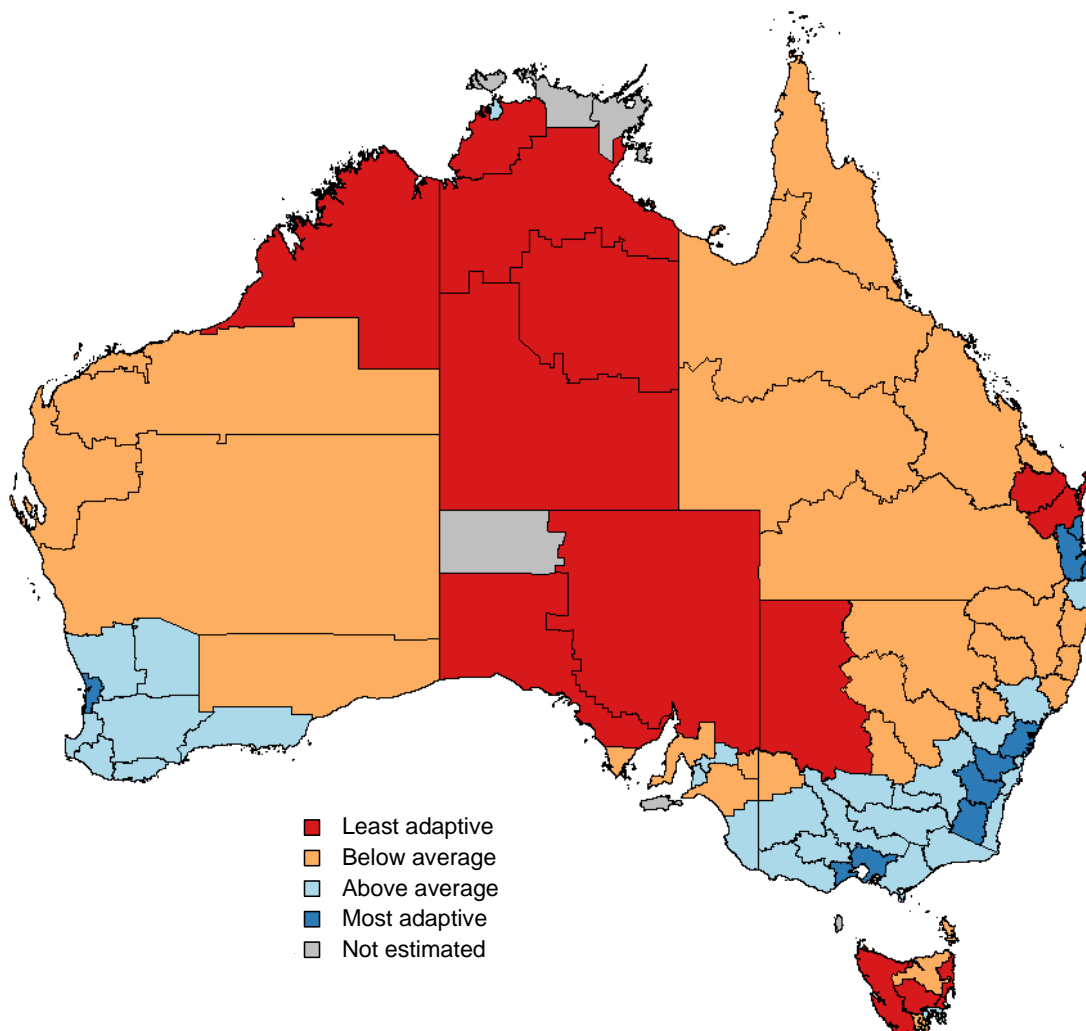 Least adaptive
Below average
Above average
Most adaptive
Not estimated